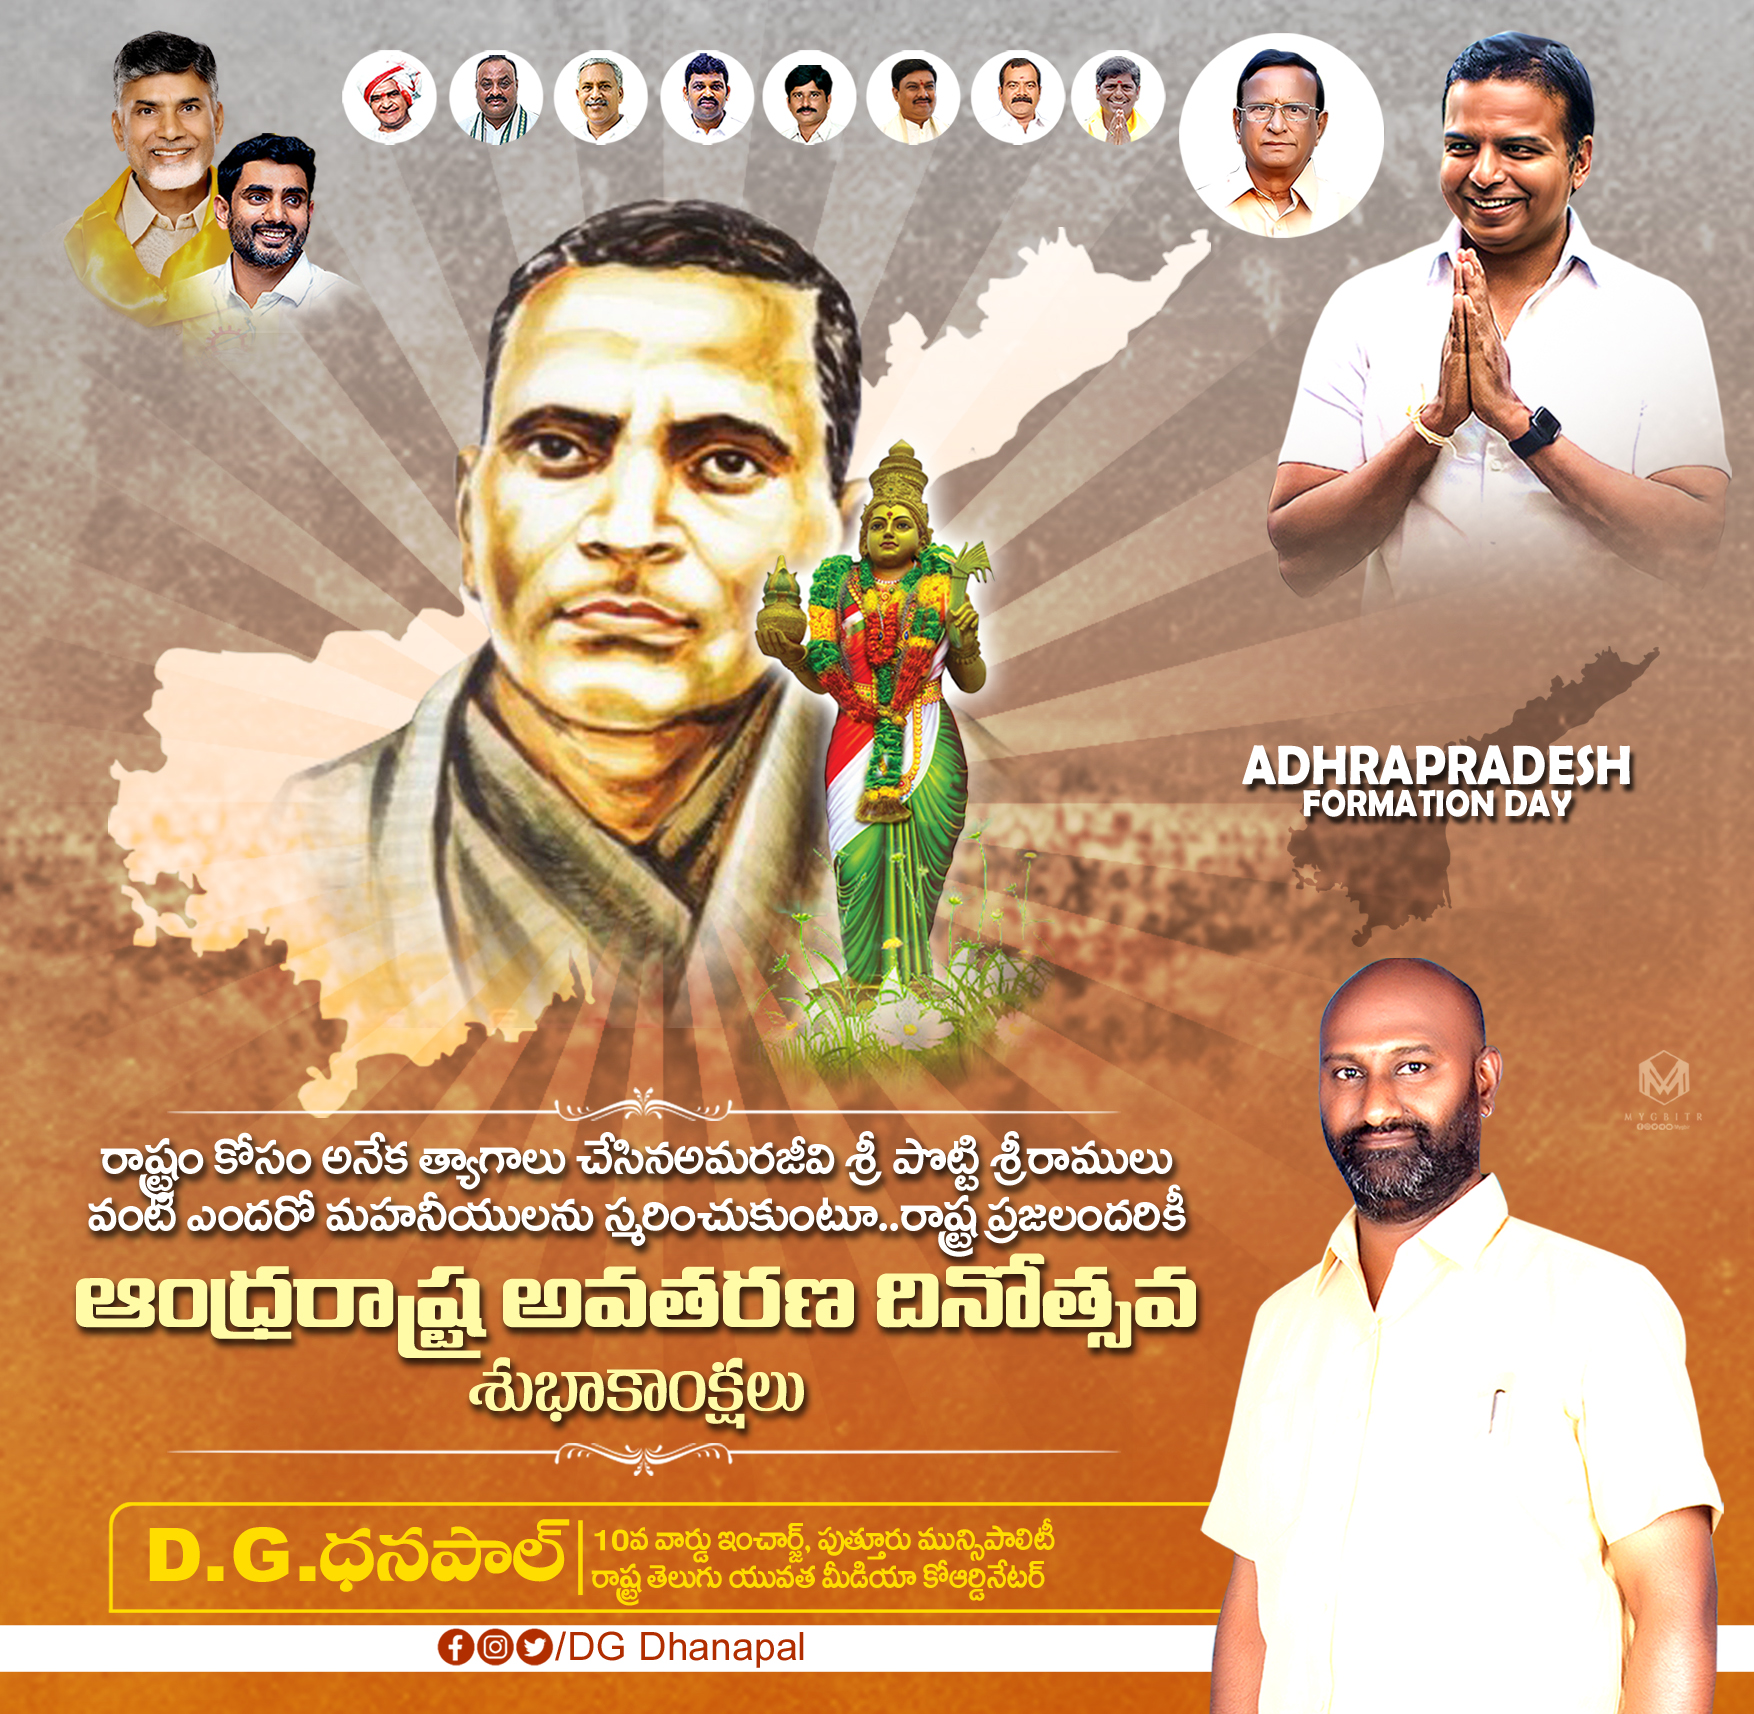 ADHRAPRADESH
FORMATION DAY
MYGBITR
రాష్ట్రం కోసం అనేక త్యాగాలు చేసినఅమరజీవి శ్రీ పొట్టి శ్రీరాములు
వంటి ఎందరో మహనీయులను స్మరించుకుంటూ..రాష్ట్ర ప్రజలందరికీ
ఆంధ్రరాష్ట్ర అవతరణ దినోత్సవ
శుభాకాంక్షలు
D.G.ధనపాల్
10వ వార్డు ఇంచార్జ్, పుత్తూరు మున్సిపాలిటీ
రాష్ట్ర తెలుగు యువత మీడియా కోఆర్డినేటర్
/DG Dhanapal